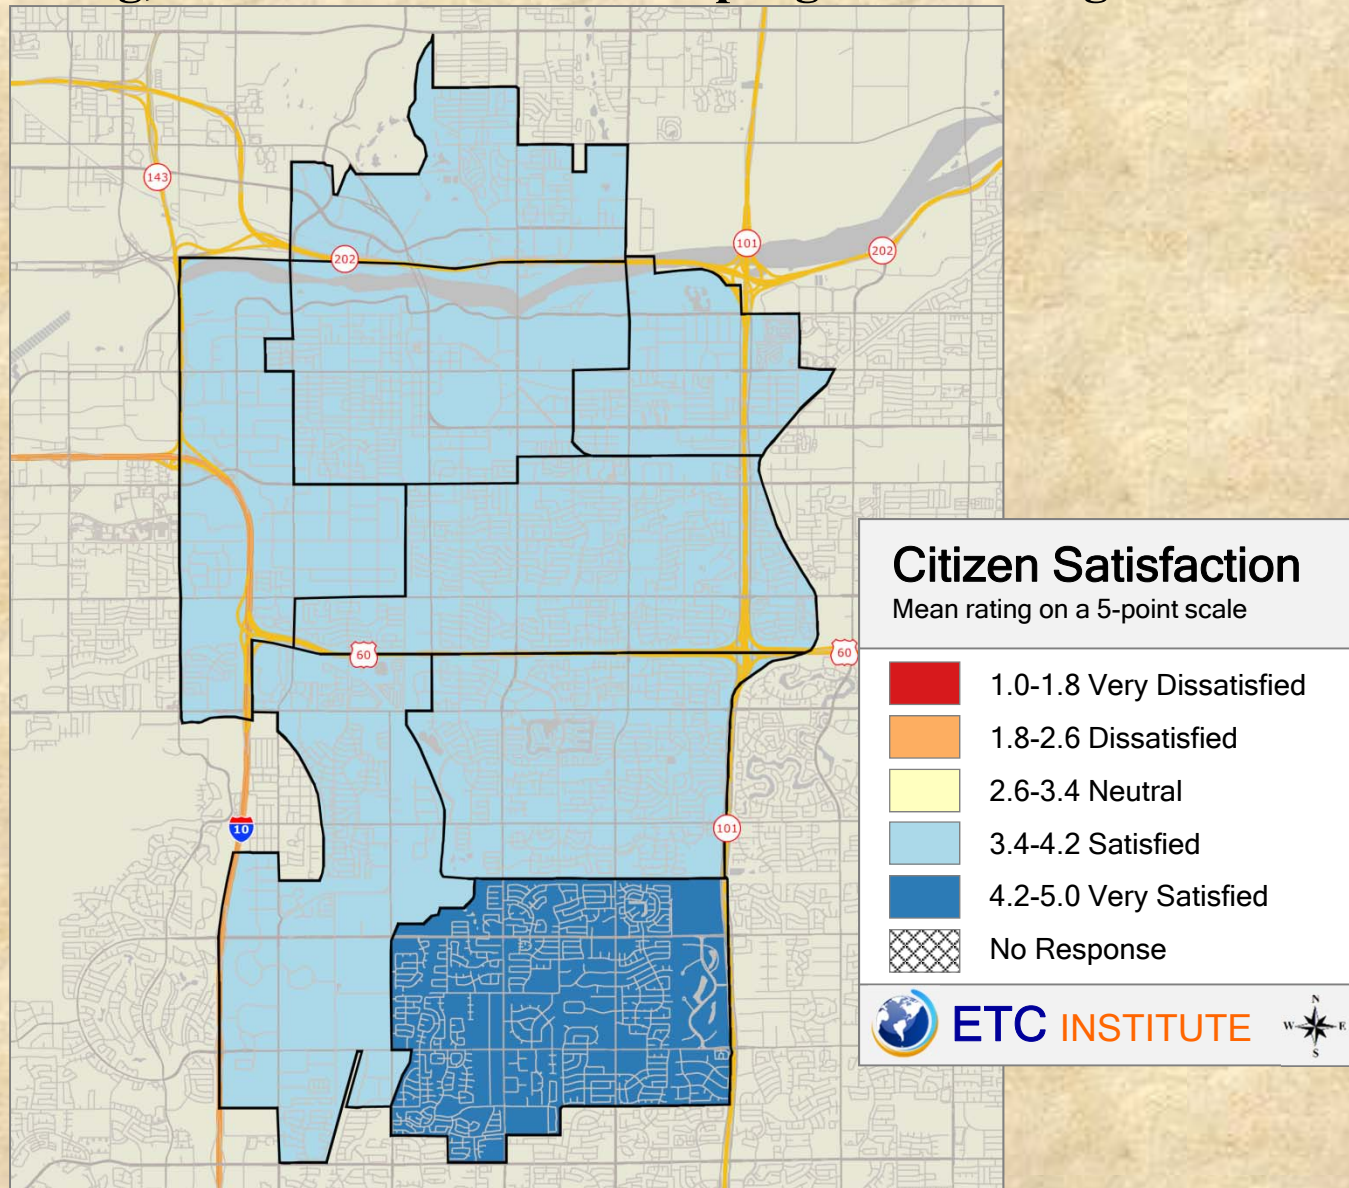 143
202
101
202
Citizen Satisfaction
Mean rating on a 5-point scale
60
60
1.0-1.8 Very Dissatisfied
1.8-2.6 Dissatisfied
2.6-3.4 Neutral
10
101
3.4-4.2 Satisfied
4.2-5.0 Very Satisfied
No Response
ETC INSTITUTE
N
W
E
S